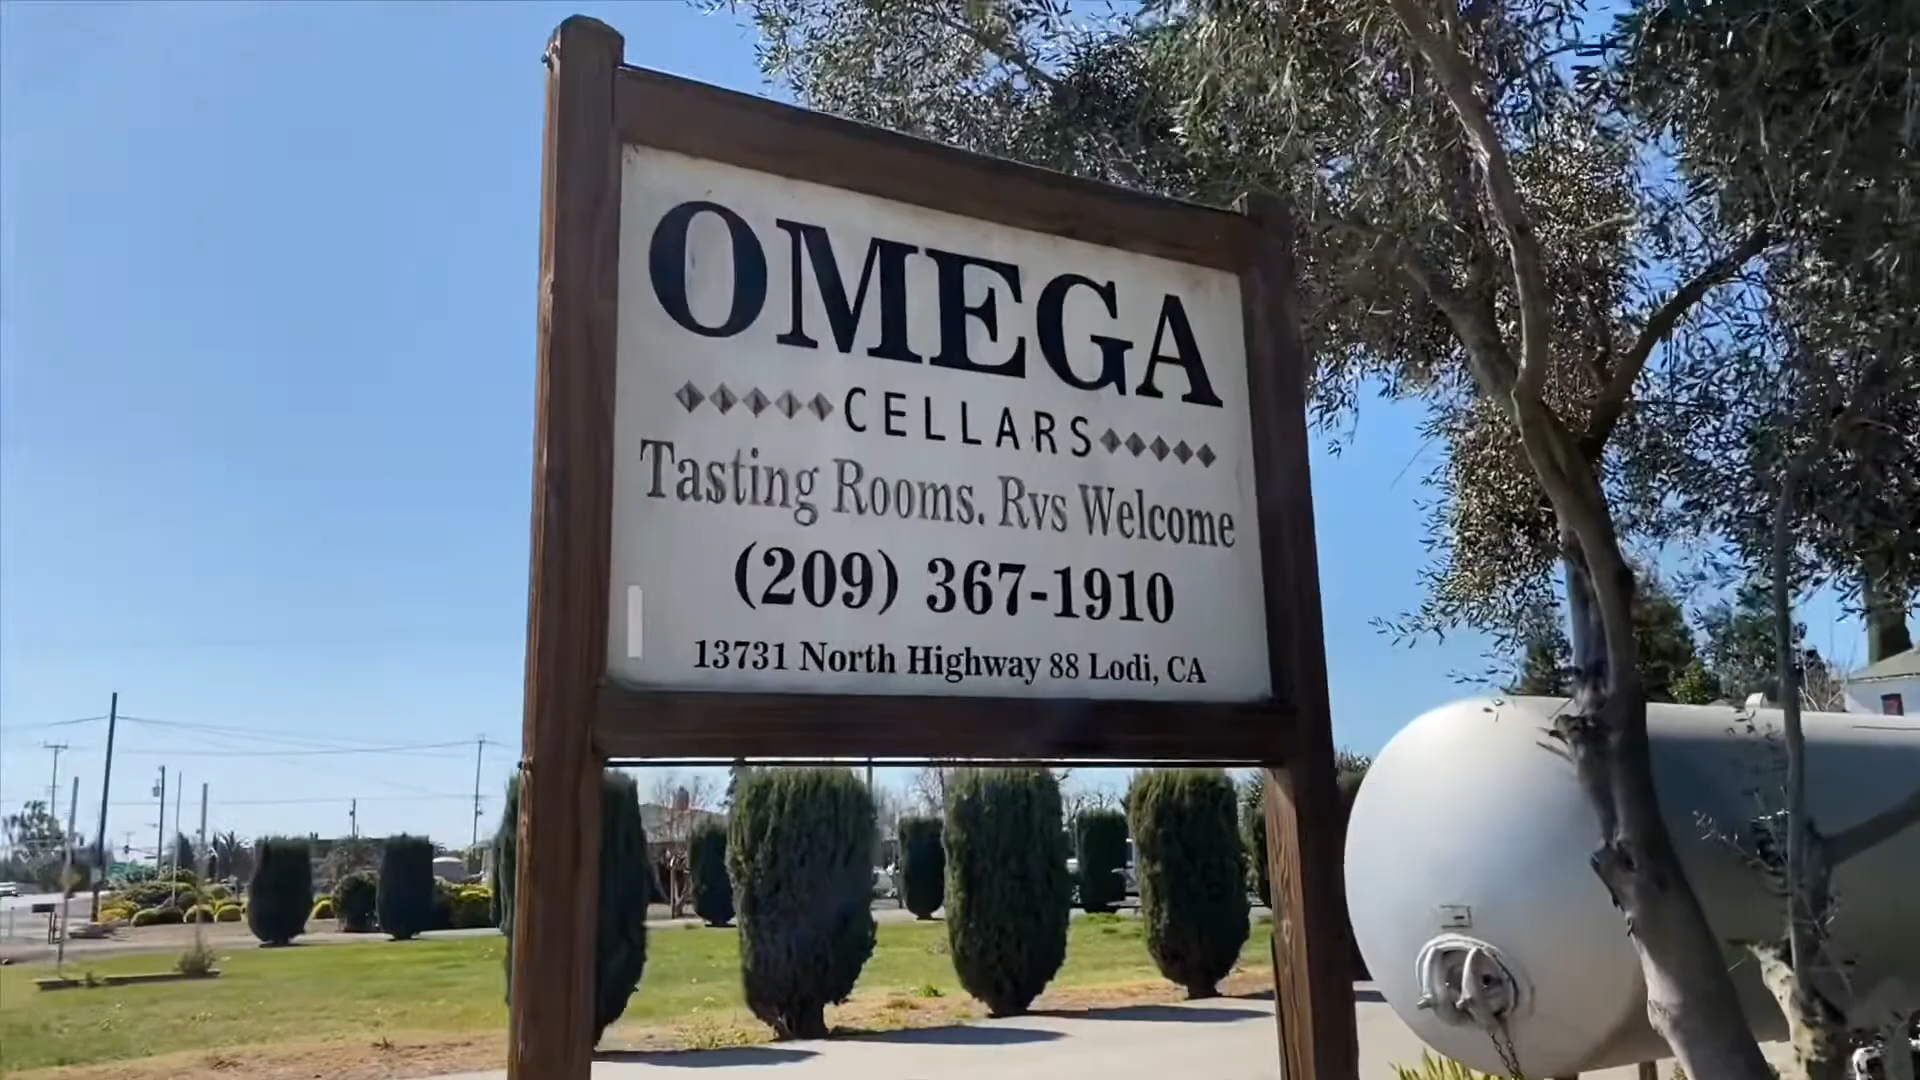 OMEGA
CELLARS
Tasting Rooms. Rvs Welcome
(209) 367-1910
13731 North Highway 88 Lodi, CA